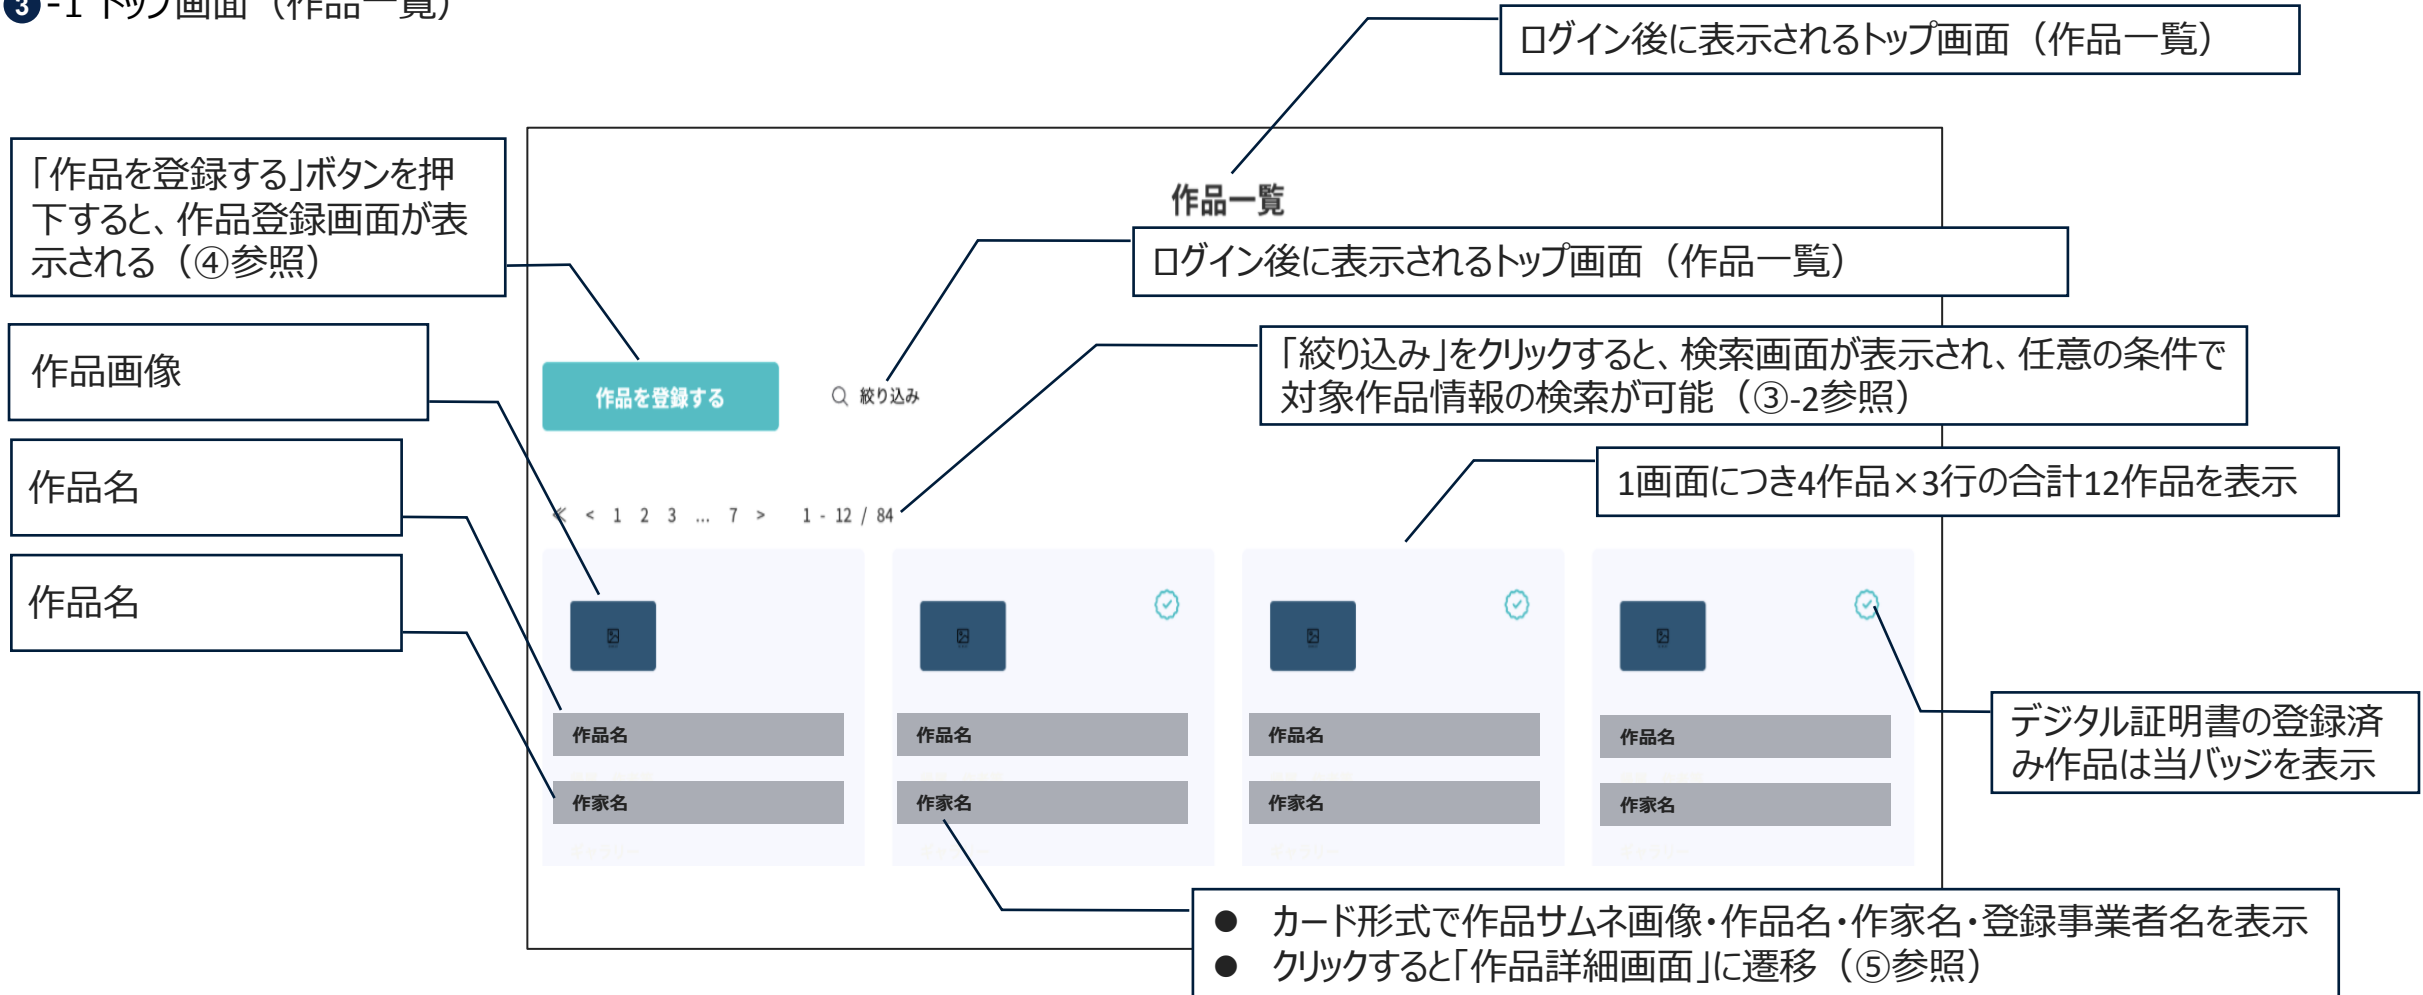 ❸-1 トップ画面（作品一覧）
ログイン後に表示されるトップ画面（作品一覧）
「作品を登録する」ボタンを押
下すると、作品登録画面が表
示される（④参照）
作品一覧
ログイン後に表示されるトップ画面（作品一覧）
作品画像
「絞り込み」をクリックすると、検索画面が表示され、任意の条件で
対象作品情報の検索が可能（③-2参照）
作品を登録する
絞り込み
作品名
1画面につき4作品×3行の合計12作品を表示
≪ < 1 2 3 ... 7 > 1 - 12 / 84
作品名
デジタル証明書の登録済
み作品は当バッジを表示
作品名 作品名 作品名 作品名
作家名 作家名 作家名 作家名
● カード形式で作品サムネ画像・作品名・作家名・登録事業者名を表示
● クリックすると「作品詳細画面」に遷移（⑤参照）